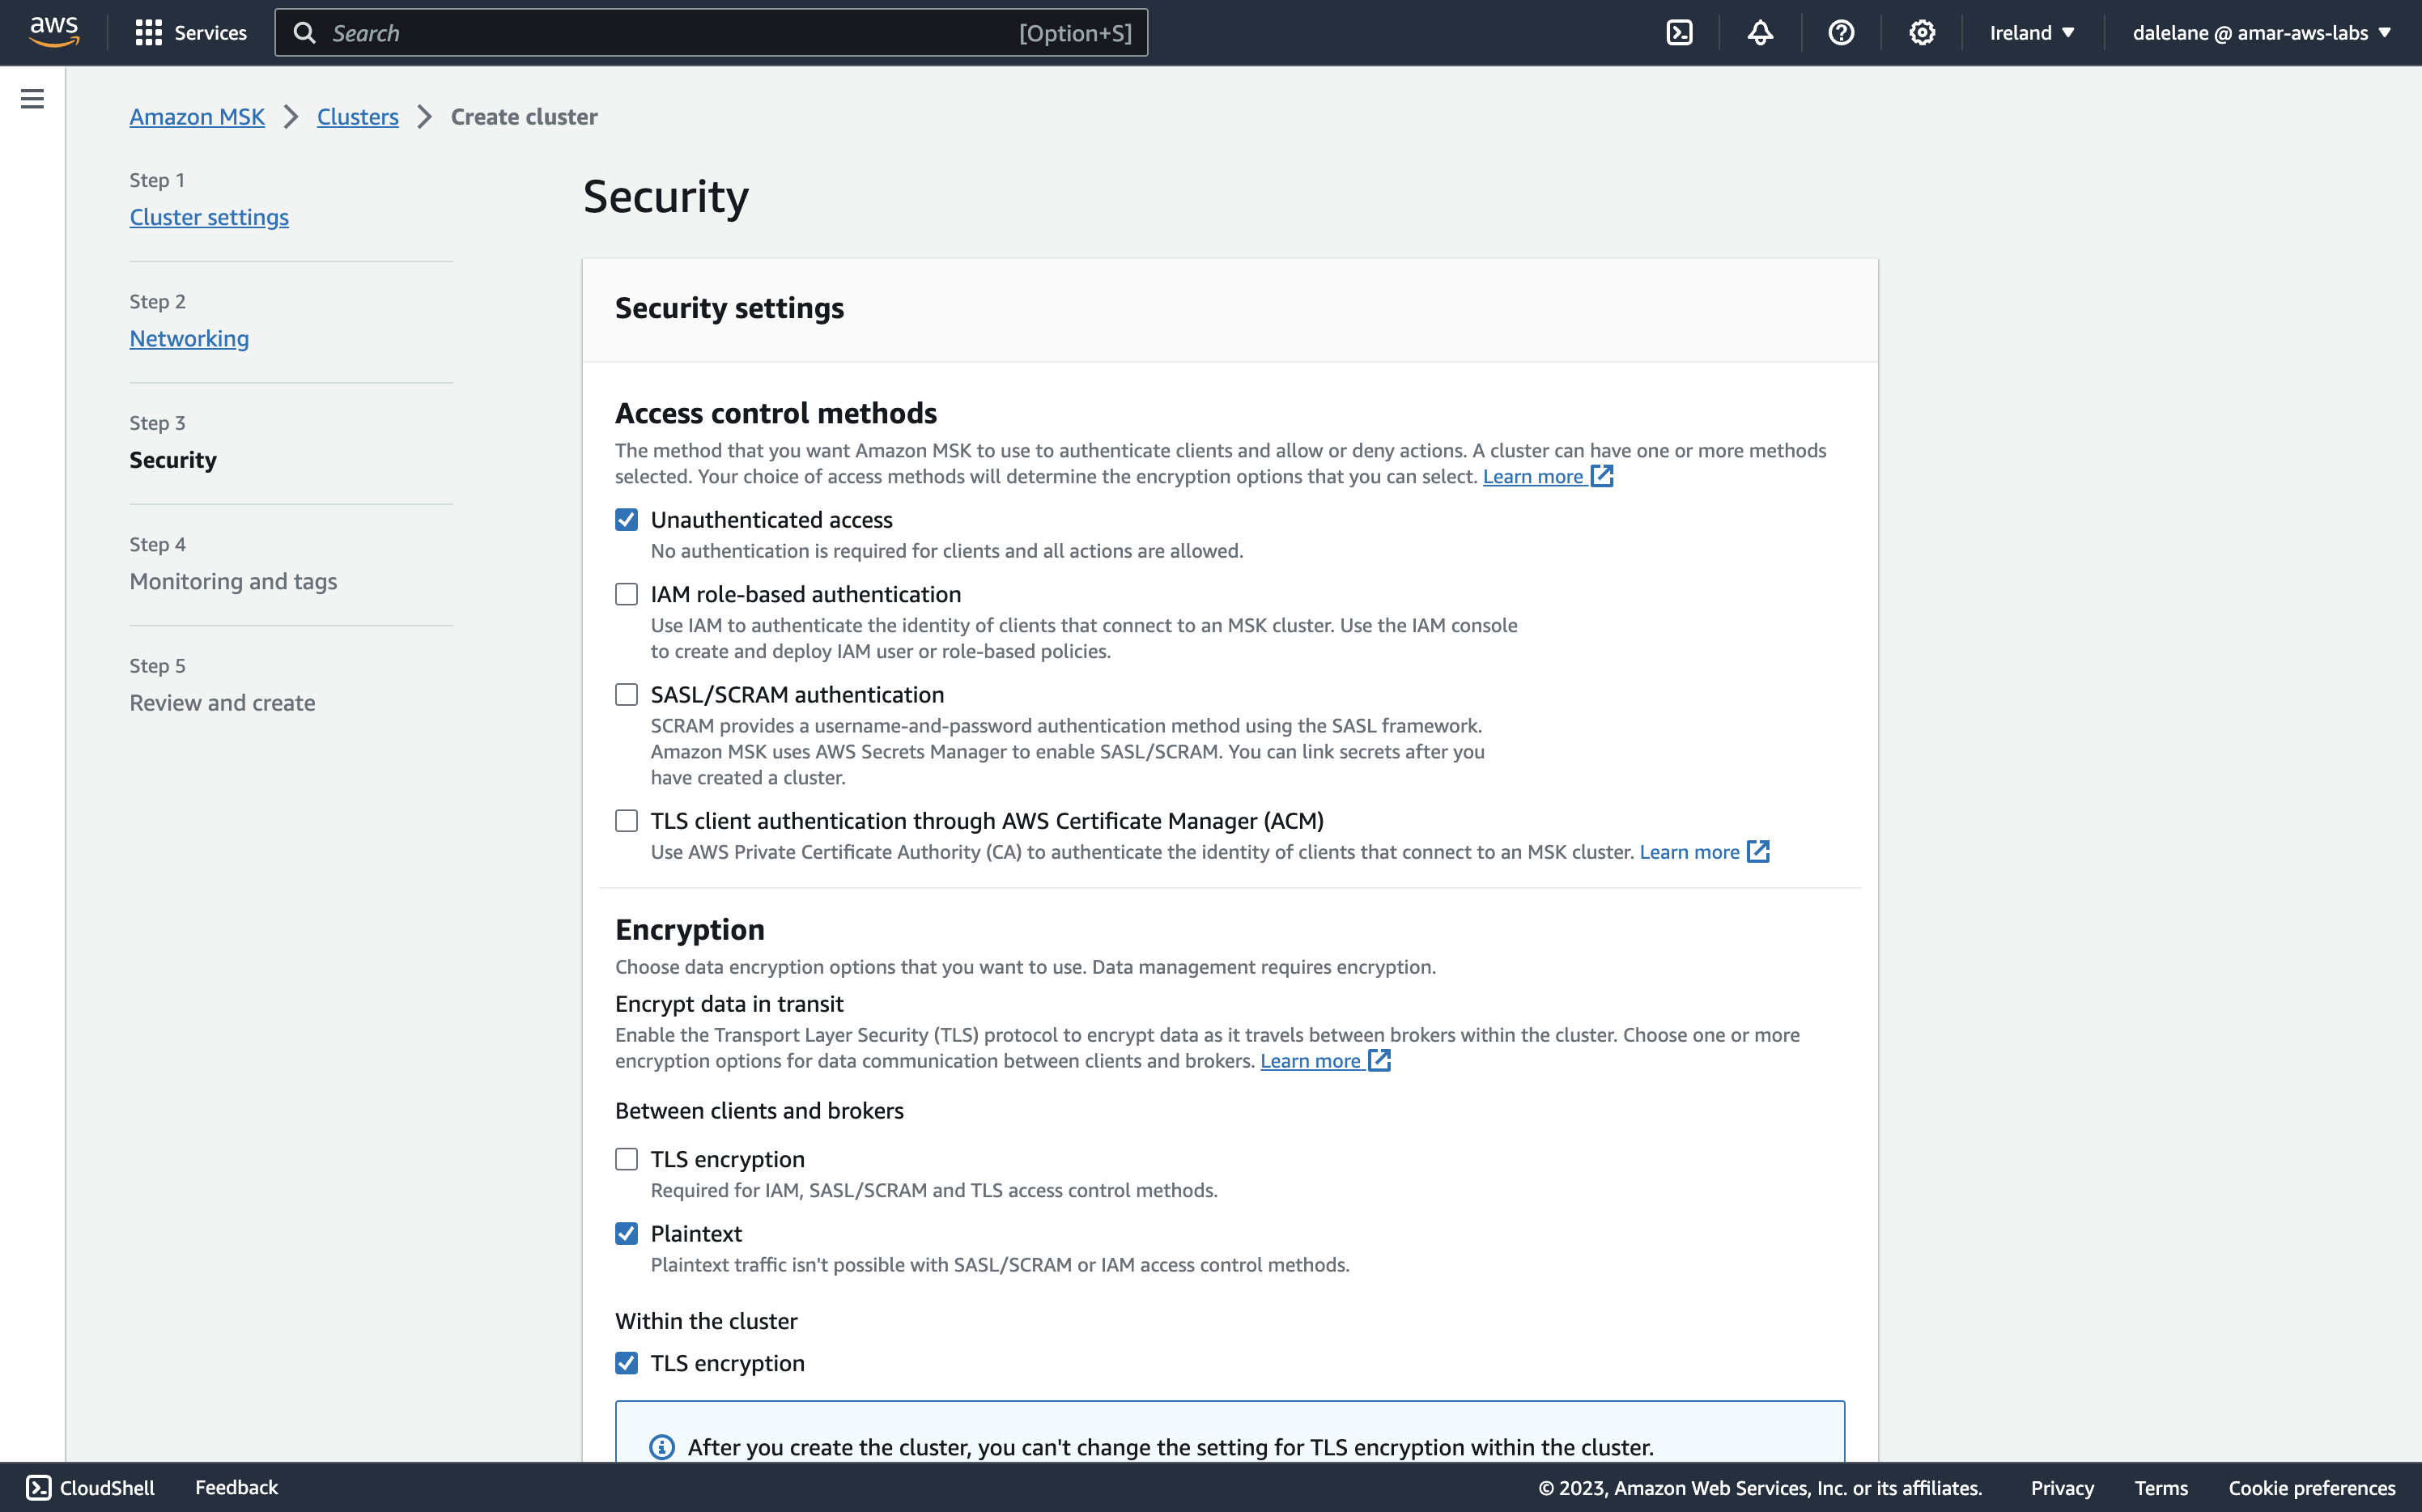 aws
Services
Search
[Option+S]
Ireland
dalelane @ amar-aws-labs
Amazon MSK
Clusters
Create cluster
Step 1
Cluster settings
Step 2
Networking
Step 3
Security
Step 4
Monitoring and tags
Step 5
Review and create
Security
Security settings
Access control methods
The method that you want Amazon MSK to use to authenticate clients and allow or deny actions. A cluster can have one or more methods
selected. Your choice of access methods will determine the encryption options that you can select. Learn more
Unauthenticated access
No authentication is required for clients and all actions are allowed.
IAM role-based authentication
Use IAM to authenticate the identity of clients that connect to an MSK cluster. Use the IAM console
to create and deploy IAM user or role-based policies.
SASL/SCRAM authentication
SCRAM provides a username-and-password authentication method using the SASL framework.
Amazon MSK uses AWS Secrets Manager to enable SASL/SCRAM. You can link secrets after you
have created a cluster.
TLS client authentication through AWS Certificate Manager (ACM)
Use AWS Private Certificate Authority (CA) to authenticate the identity of clients that connect to an MSK cluster. Learn more
Encryption
Choose data encryption options that you want to use. Data management requires encryption.
Encrypt data in transit
Enable the Transport Layer Security (TLS) protocol to encrypt data as it travels between brokers within the cluster. Choose one or more
encryption options for data communication between clients and brokers. Learn more
Between clients and brokers
TLS encryption
Required for IAM, SASL/SCRAM and TLS access control methods.
Plaintext
Plaintext traffic isn't possible with SASL/SCRAM or IAM access control methods.
Within the cluster
TLS encryption
After you create the cluster, you can't change the setting for TLS encryption within the cluster.
CloudShell
Feedback
© 2023, Amazon Web Services, Inc. or its affiliates.
Privacy
Terms
Cookie preferences